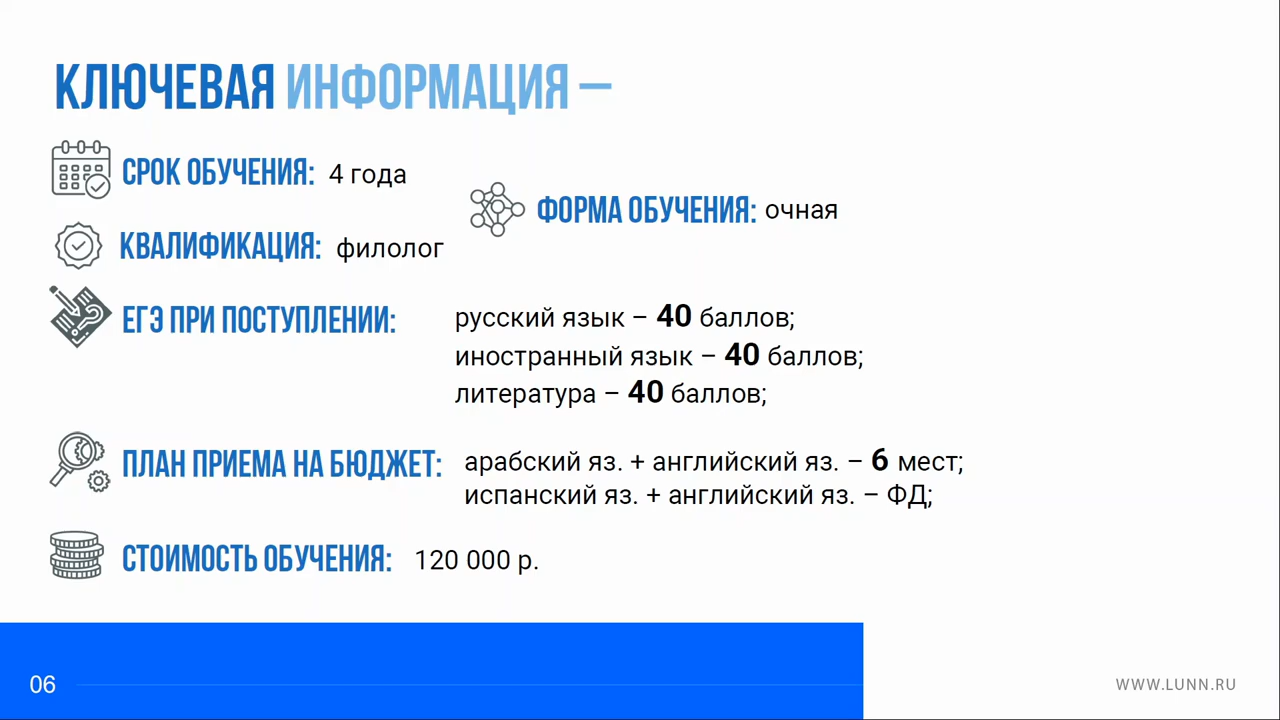 КЛЮЧЕВАЯ ИНФОРМАЦИЯ –
СРОК ОБУЧЕНИЯ: 4 года
ФОРМА ОБУЧЕНИЯ: очная
КВАЛИФИКАЦИЯ: филолог
ЕГЭ ПРИ ПОСТУПЛЕНИИ: русский язык – 40 баллов;
иностранный язык – 40 баллов;
литература – 40 баллов;
ПЛАН ПРИЕМА НА БЮДЖЕТ: арабский яз. + английский яз. – 6 мест;
испанский яз. + английский яз. – ФД;
СТОИМОСТЬ ОБУЧЕНИЯ: 120 000 р.
06
WWW.LUNN.RU